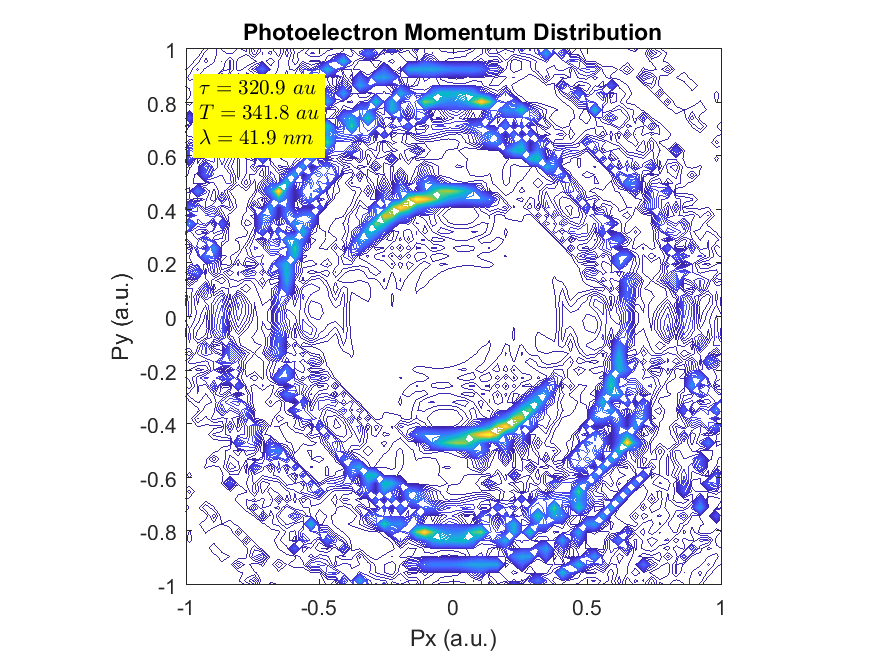 Photoelectron Momentum Distribution
τ = 320.9 au
T = 341.8 au
λ = 41.9 nm
1
0.8
0.6
0.4
0.2
0
-0.2
-0.4
-0.6
-0.8
-1
Py (a.u.)
-1 -0.5 0 0.5 1
Px (a.u.)